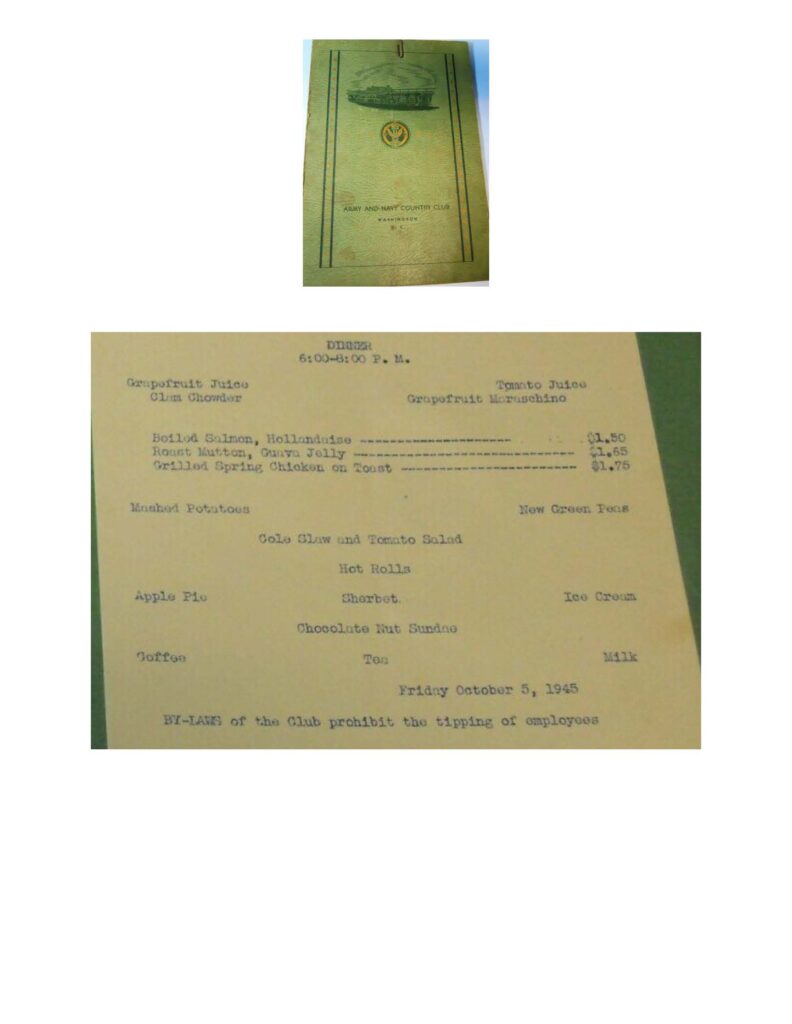 ARMY AND NAVY COUNTRY CLUB
WASHINGTON
D. C.
DINNER
6:00-8:00 P. M.
Grapefruit Juice Tomato Juice
Clam Chowder Grapefruit Maraschino
Boiled Salmon, Hollandaise ---------------------- $1.50
Roast Mutton, Guava Jelly -------------------------------- $1.65
Grilled Spring Chicken on Toast -------------------------- $1.75
Mashed Potatoes New Green Peas
Cole Slaw and Tomato Salad
Hot Rolls
Apple Pie Sherbet. Ice Cream
Chocolate Nut Sundae
Coffee Tea Milk
Friday October 5, 1945
BY-LAWS of the Club prohibit the tipping of employees